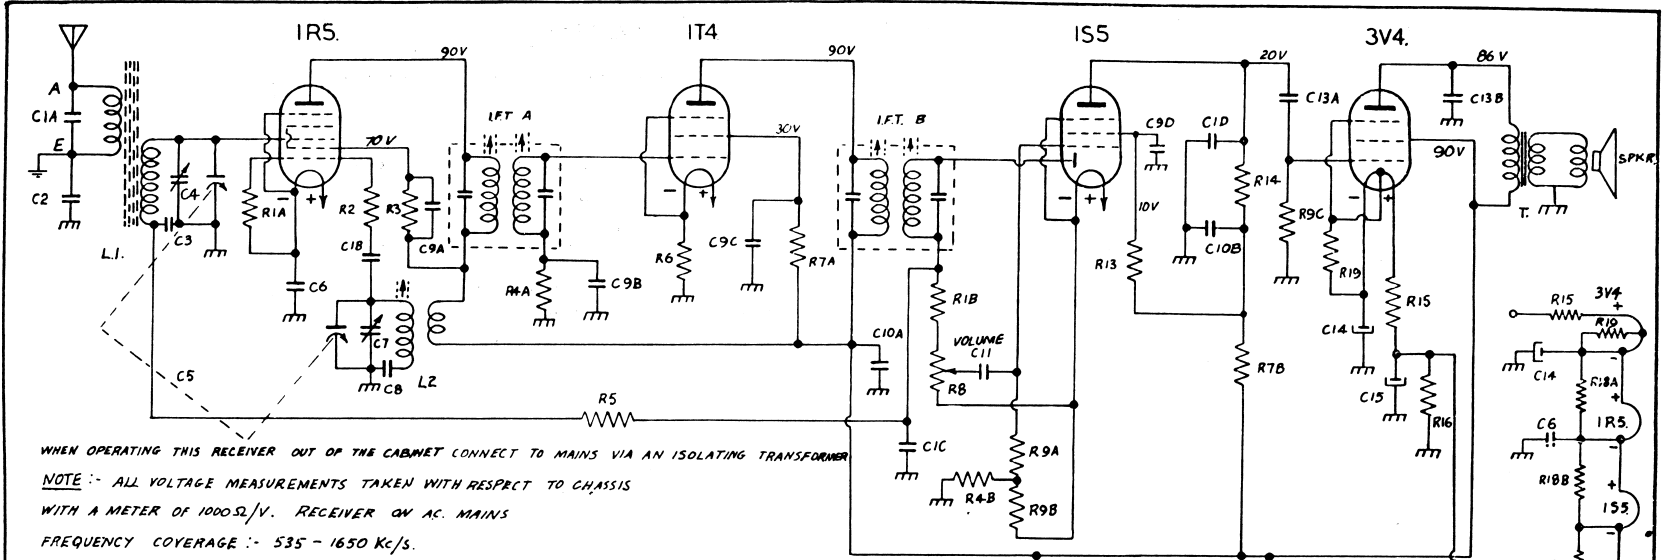 1R5.
1T4
1S5
3V4.
90V
90V
20V
86 V
A
C1A
E
C2
L.1.
C3
C4
C5
R1A
- +
C6
R2
C1B
C7
C8
L2
70V
R3
C9A
I.F.T A
R4A
C9B
R5
- +
R6
30V
C9C
R7A
I.F.T. B
C10A
R1B
VOLUME
C11
R8
C1C
R9A
R4B
R9B
- +
10V
R13
C9D
C1D
C10B
R14
R7B
C13A
R9C
- +
R19
C14
90V
R15
C15
R16
C13B
T.
SPKR.
R15
3V4
+
R19
-
C14
R18A
+
1R5.
C6
-
R18B
+
1S5
-
WHEN OPERATING THIS RECEIVER OUT OF THE CABINET CONNECT TO MAINS VIA AN ISOLATING TRANSFORMER
NOTE :- ALL VOLTAGE MEASUREMENTS TAKEN WITH RESPECT TO CHASSIS
WITH A METER OF 1000Ω/V. RECEIVER ON AC. MAINS
FREQUENCY COVERAGE :- 535 - 1650 Kc/s.